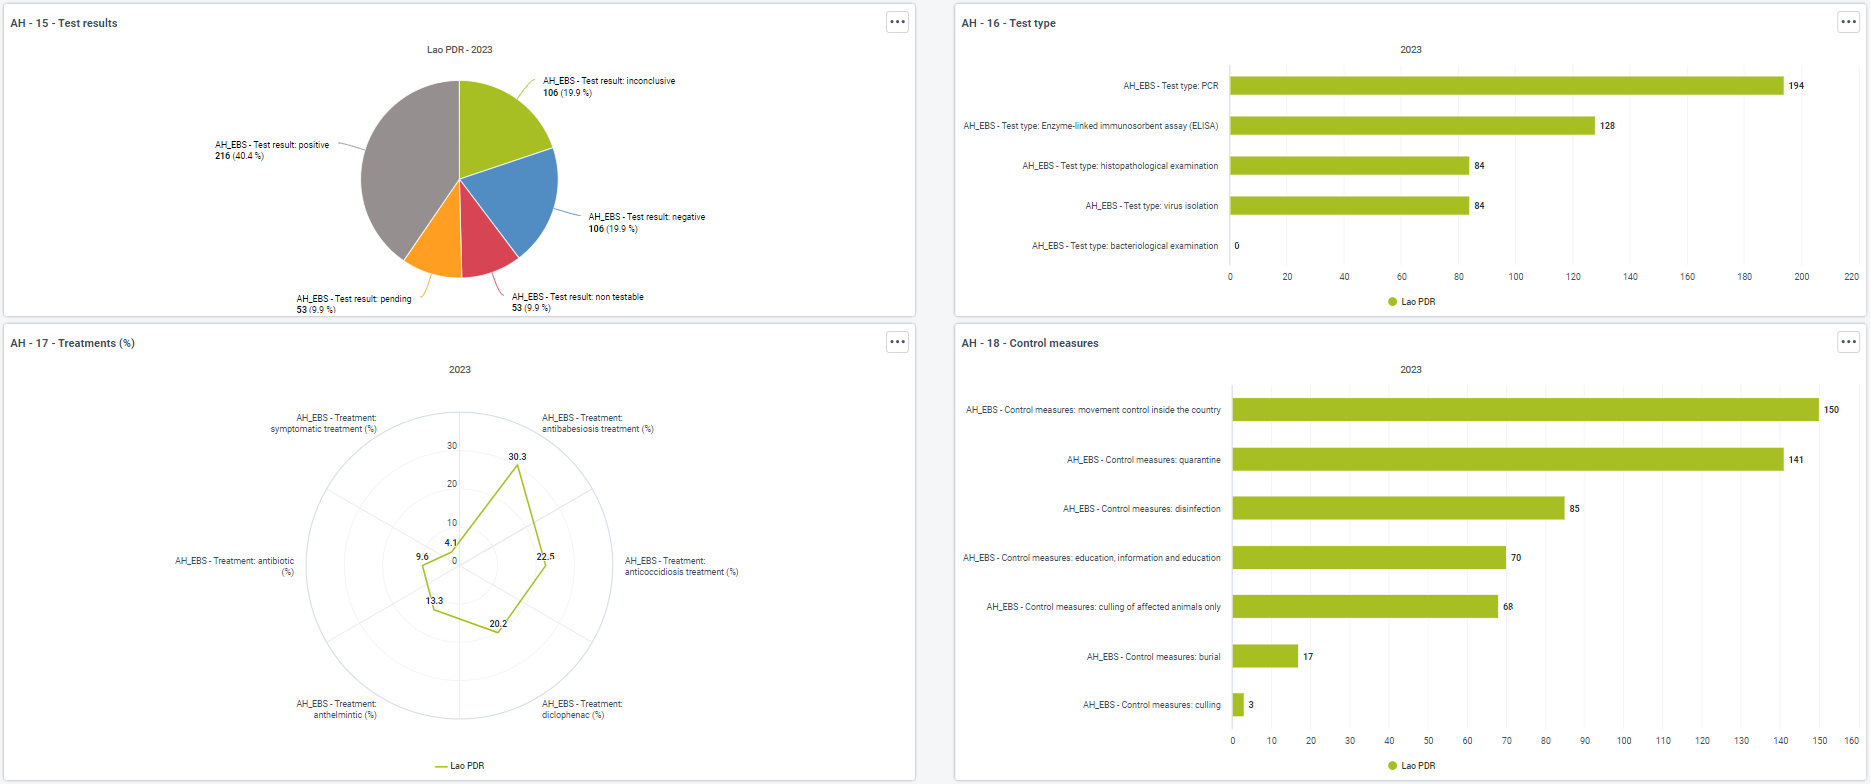 AH - 15 - Test results
Lao PDR - 2023
AH_EBS - Test result: inconclusive
106 (19.9 %)
AH_EBS - Test result: positive
216 (40.4 %)
AH_EBS - Test result: negative
106 (19.9 %)
AH_EBS - Test result: pending
53 (9.9 %)
AH_EBS - Test result: non testable
53 (9.9 %)
AH - 16 - Test type
2023
AH_EBS - Test type: PCR
194
AH_EBS - Test type: Enzyme-linked immunosorbent assay (ELISA)
128
AH_EBS - Test type: histopathological examination
84
AH_EBS - Test type: virus isolation
84
AH_EBS - Test type: bacteriological examination
0
0 20 40 60 80 100 120 140 160 180 200 220
Lao PDR
AH - 17 - Treatments (%)
2023
AH_EBS - Treatment:
symptomatic treatment (%)
AH_EBS - Treatment:
antibabesiosis treatment (%)
30
30.3
20
10
4.1
9.6
0
22.5
AH_EBS - Treatment: antibiotic
(%)
AH_EBS - Treatment:
anticoccidiosis treatment (%)
13.3
20.2
AH_EBS - Treatment:
anthelmintic (%)
AH_EBS - Treatment:
diclophenac (%)
Lao PDR
AH - 18 - Control measures
2023
AH_EBS - Control measures: movement control inside the country
150
AH_EBS - Control measures: quarantine
141
AH_EBS - Control measures: disinfection
85
AH_EBS - Control measures: education, information and education
70
AH_EBS - Control measures: culling of affected animals only
68
AH_EBS - Control measures: burial
17
AH_EBS - Control measures: culling
3
0 10 20 30 40 50 60 70 80 90 100 110 120 130 140 150 160
Lao PDR